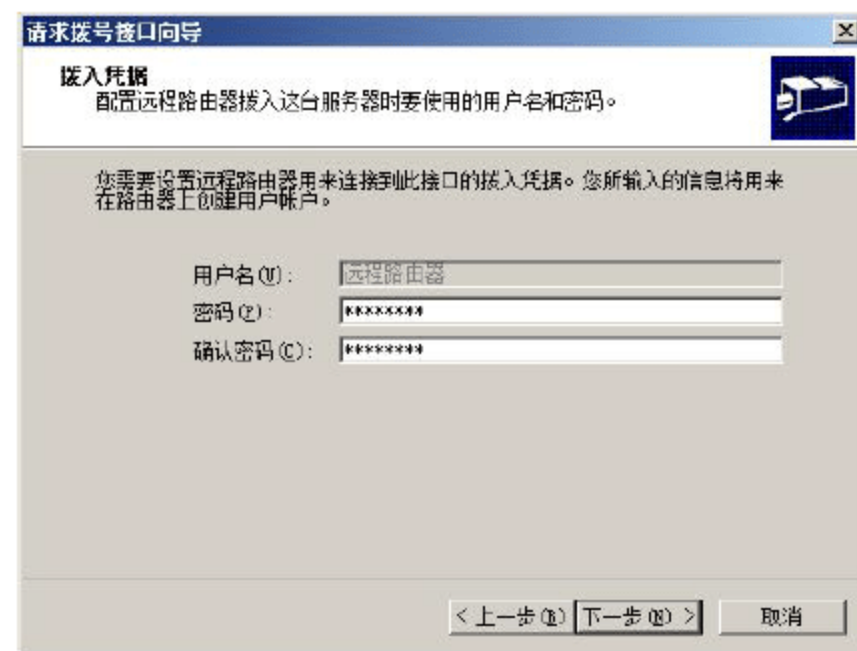 请求拨号接口向导
拨入凭据
配置远程路由器拨入这台服务器时要使用的用户名和密码。
您需要设置远程路由器用来连接到此接口的拨入凭据。您所输入的信息将用来
在路由器上创建用户帐户。
用户名(U): 远程路由器
密码(P): ********
确认密码(C): ********
< 上一步(B) 下一步(N) > 取消